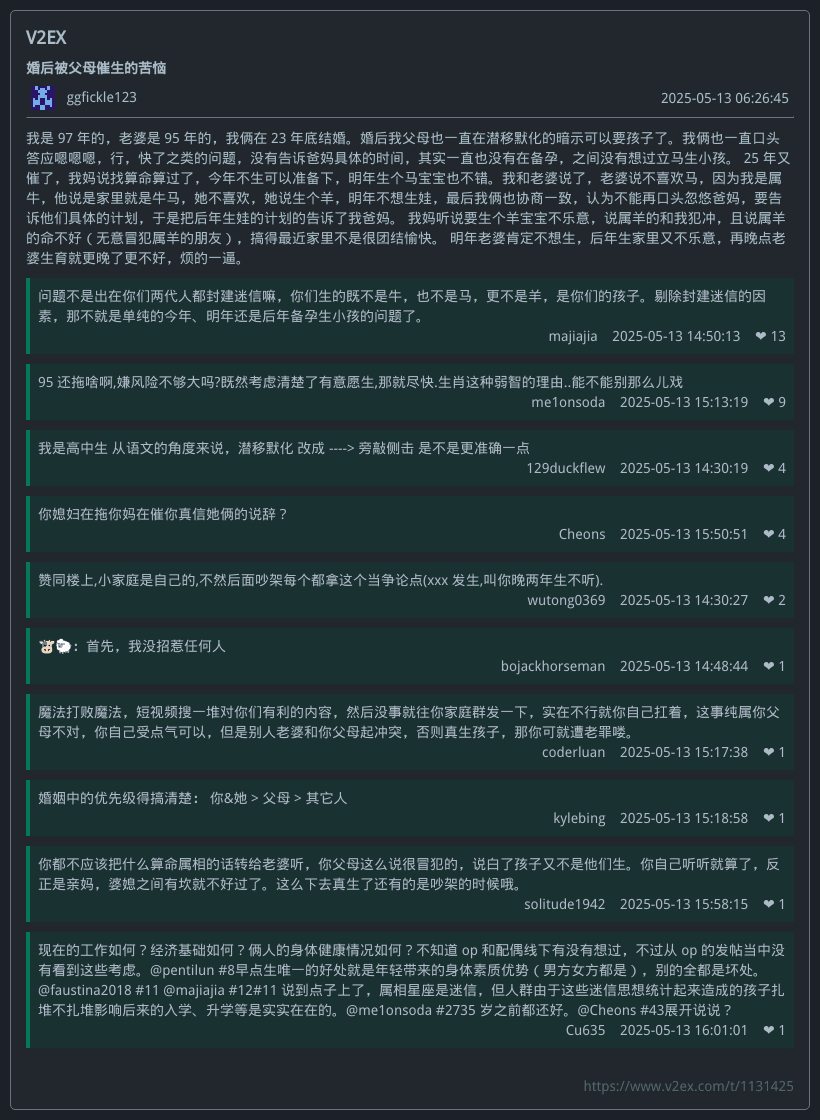 V2EX
婚后被父母催生的苦恼
ggfickle123 2025-05-13 06:26:45
我是 97 年的，老婆是 95 年的，我俩在 23 年底结婚。婚后我父母也一直在潜移默化的暗示可以要孩子了。我俩也一直口头
答应嗯嗯嗯，行，快了之类的问题，没有告诉爸妈具体的时间，其实一直也没有在备孕，之间没有想过立马生小孩。 25 年又
催了，我妈说找算命算过了，今年不生可以准备下，明年生个马宝宝也不错。我和老婆说了，老婆说不喜欢马，因为我是属
牛，他说是家里就是牛马，她不喜欢，她说生个羊，明年不想生娃，最后我俩也协商一致，认为不能再口头忽悠爸妈，要告
诉他们具体的计划，于是把后年生娃的计划的告诉了我爸妈。 我妈听说要生个羊宝宝不乐意，说属羊的和我犯冲，且说属羊
的命不好（无意冒犯属羊的朋友），搞得最近家里不是很团结愉快。 明年老婆肯定不想生，后年生家里又不乐意，再晚点老
婆生育就更晚了更不好，烦的一逼。
问题不是出在你们两代人都封建迷信嘛，你们生的既不是牛，也不是马，更不是羊，是你们的孩子。剔除封建迷信的因
素，那不就是单纯的今年、明年还是后年备孕生小孩的问题了。
majiajia 2025-05-13 14:50:13 ❤ 13
95 还拖啥啊,嫌风险不够大吗?既然考虑清楚了有意愿生,那就尽快.生肖这种弱智的理由..能不能别那么儿戏
me1onsoda 2025-05-13 15:13:19 ❤ 9
我是高中生 从语文的角度来说，潜移默化 改成 ----> 旁敲侧击 是不是更准确一点
129duckflew 2025-05-13 14:30:19 ❤ 4
你媳妇在拖你妈在催你真信她俩的说辞？
Cheons 2025-05-13 15:50:51 ❤ 4
赞同楼上,小家庭是自己的,不然后面吵架每个都拿这个当争论点(xxx 发生,叫你晚两年生不听).
wutong0369 2025-05-13 14:30:27 ❤ 2
🐮🐑：首先，我没招惹任何人
bojackhorseman 2025-05-13 14:48:44 ❤ 1
魔法打败魔法，短视频搜一堆对你们有利的内容，然后没事就往你家庭群发一下，实在不行就你自己扛着，这事纯属你父
母不对，你自己受点气可以，但是别人老婆和你父母起冲突，否则真生孩子，那你可就遭老罪喽。
coderluan 2025-05-13 15:17:38 ❤ 1
婚姻中的优先级得搞清楚： 你&她 > 父母 > 其它人
kylebing 2025-05-13 15:18:58 ❤ 1
你都不应该把什么算命属相的话转给老婆听，你父母这么说很冒犯的，说白了孩子又不是他们生。你自己听听就算了，反
正是亲妈，婆媳之间有坎就不好过了。这么下去真生了还有的是吵架的时候哦。
solitude1942 2025-05-13 15:58:15 ❤ 1
现在的工作如何？经济基础如何？俩人的身体健康情况如何？不知道 op 和配偶线下有没有想过，不过从 op 的发帖当中没
有看到这些考虑。@pentilun #8早点生唯一的好处就是年轻带来的身体素质优势（男方女方都是），别的全都是坏处。
@faustina2018 #11 @majiajia #12#11 说到点子上了，属相星座是迷信，但人群由于这些迷信思想统计起来造成的孩子扎
堆不扎堆影响后来的入学、升学等是实实在在的。@me1onsoda #2735 岁之前都还好。@Cheons #43展开说说？
Cu635 2025-05-13 16:01:01 ❤ 1
https://www.v2ex.com/t/1131425